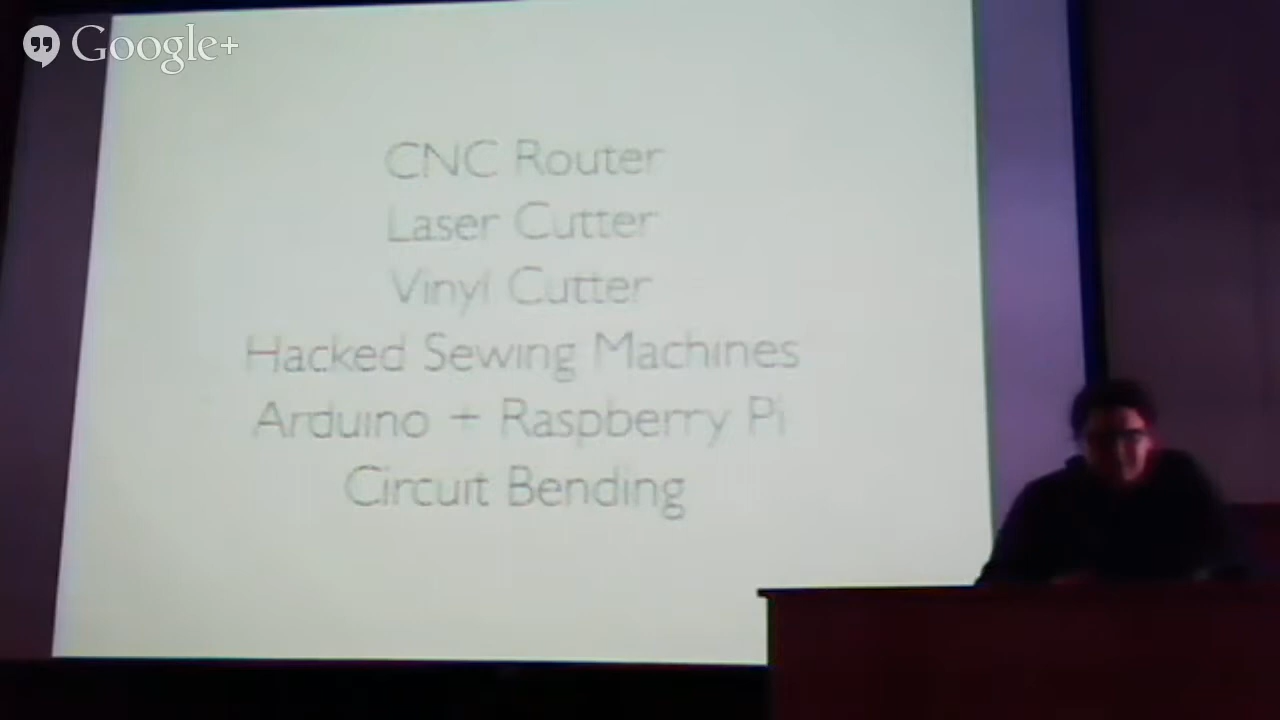 Google+
CNC Router
Laser Cutter
Vinyl Cutter
Hacked Sewing Machines
Arduino + Raspberry Pi
Circuit Bending